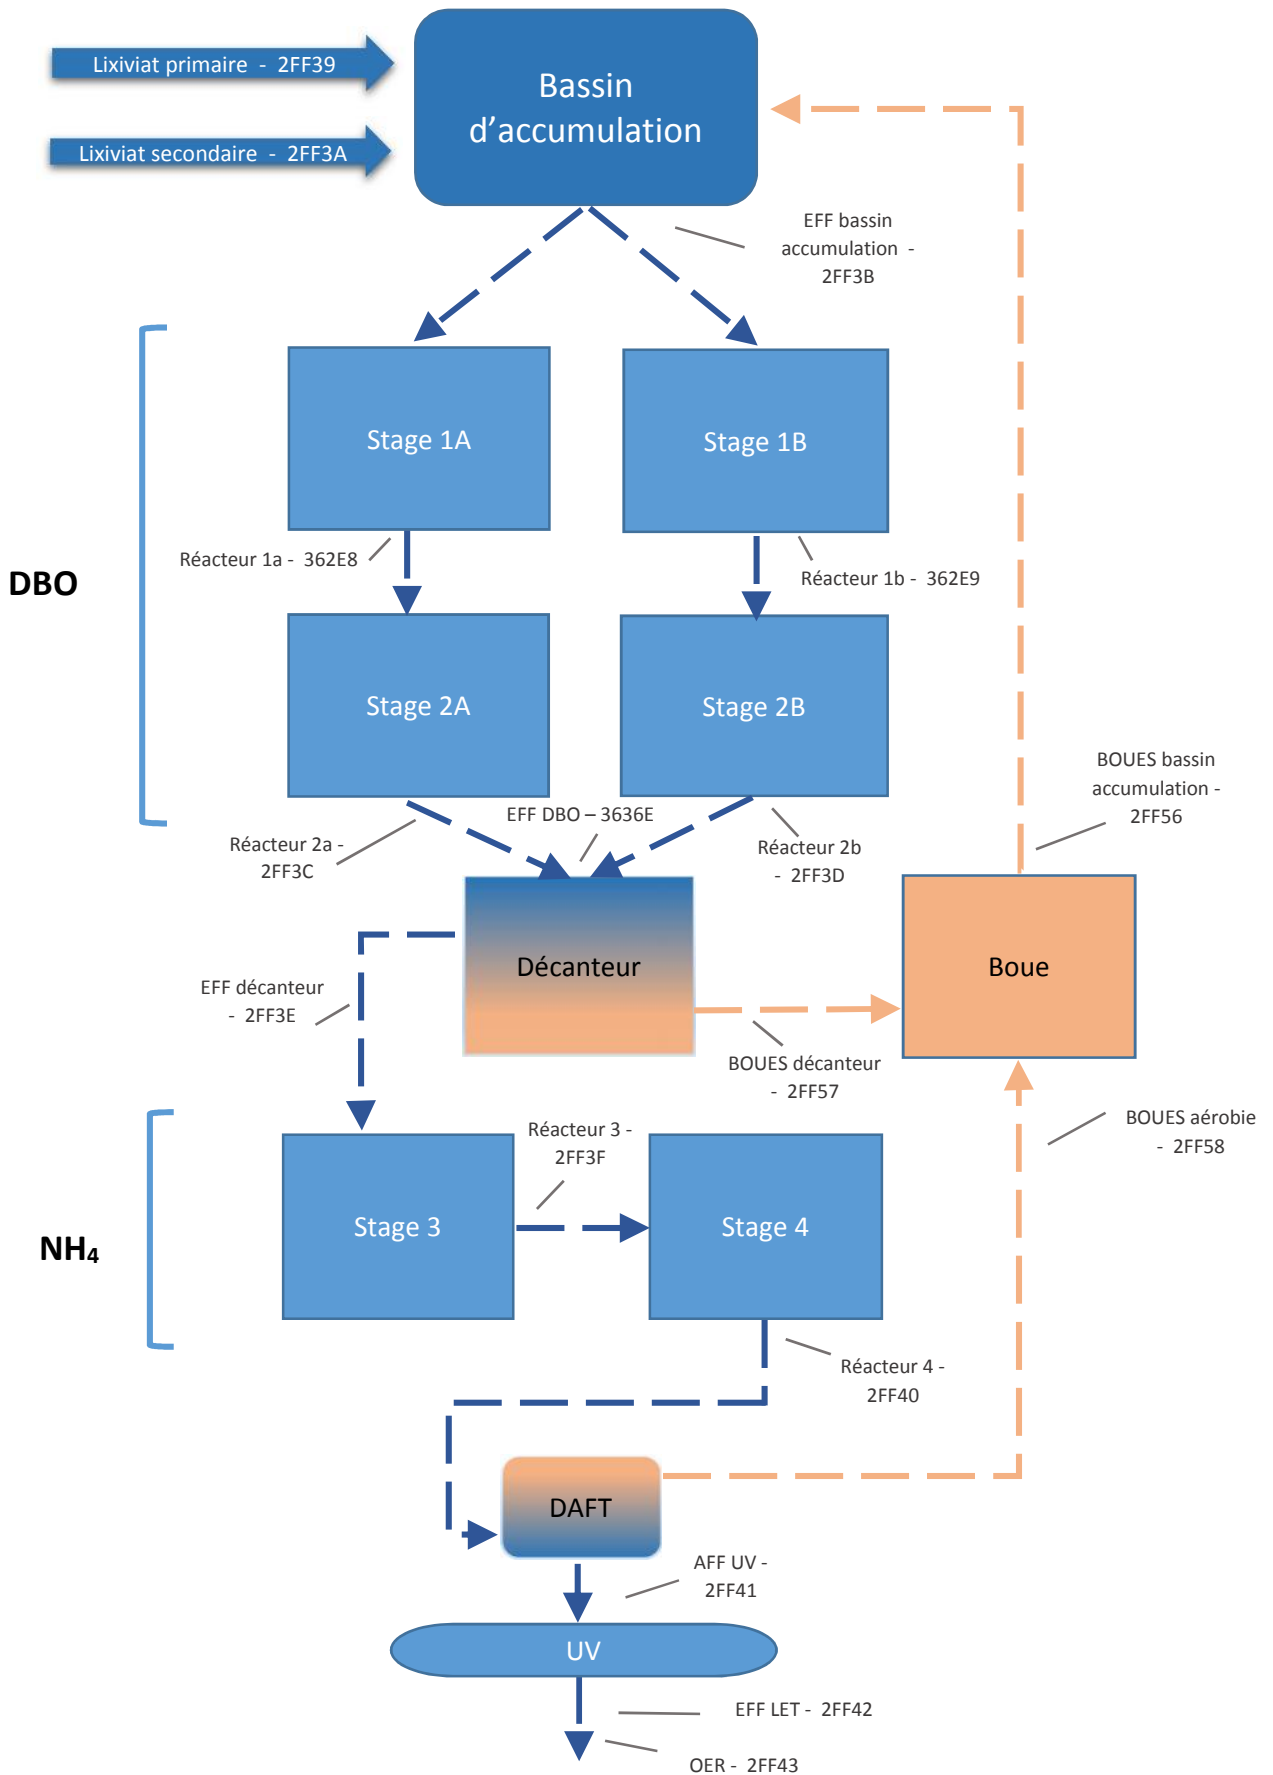 Lixiviat primaire - 2FF39
Bassin
d’accumulation
Lixiviat secondaire - 2FF3A
EFF bassin
accumulation -
2FF3B
Stage 1A
Stage 1B
Réacteur 1a - 362E8
Réacteur 1b - 362E9
DBO
Stage 2A
Stage 2B
BOUES bassin
accumulation -
2FF56
EFF DBO – 3636E
Réacteur 2a -
2FF3C
Réacteur 2b
- 2FF3D
Décanteur
Boue
EFF décanteur
- 2FF3E
BOUES décanteur
- 2FF57
BOUES aérobie
- 2FF58
Réacteur 3 -
2FF3F
Stage 3
Stage 4
NH₄
Réacteur 4 -
2FF40
DAFT
AFF UV -
2FF41
UV
EFF LET - 2FF42
OER - 2FF43